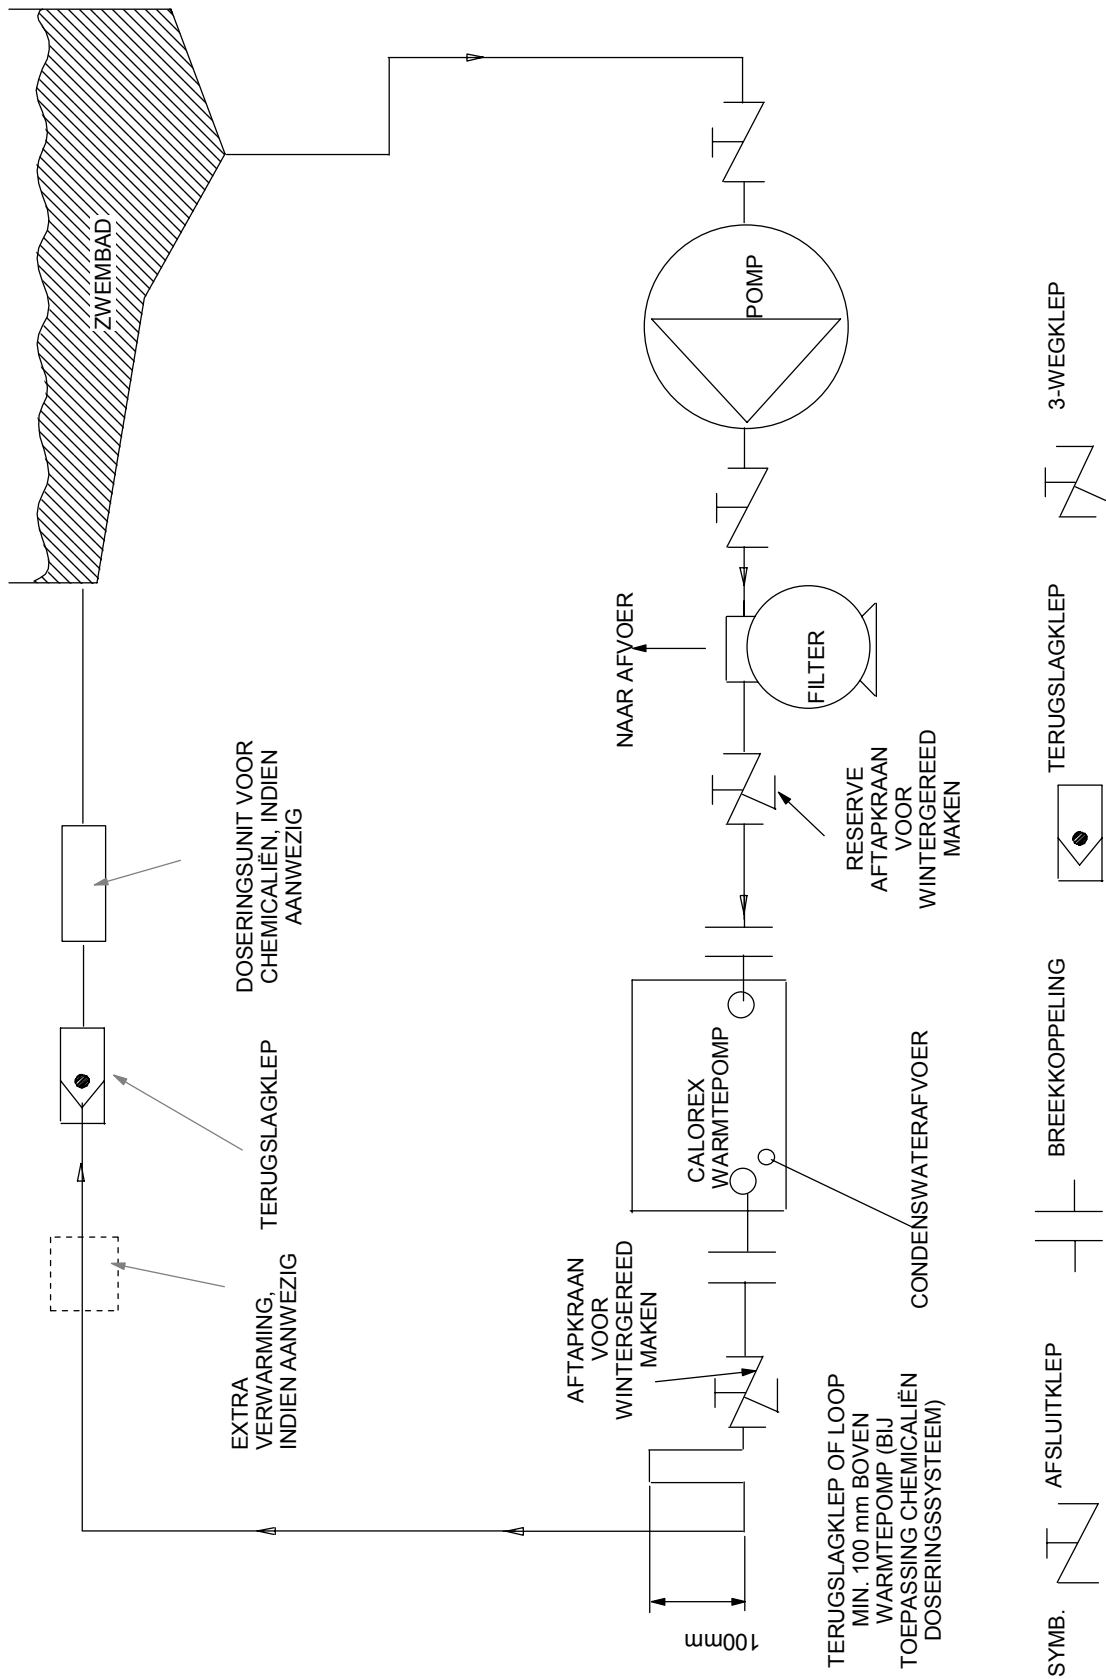 ZWEMBAD
DOSERINGSUNIT VOOR
CHEMICALIËN, INDIEN
AANWEZIG
TERUGSLAGKLEP
EXTRA
VERWARMING,
INDIEN AANWEZIG
POMP
NAAR AFVOER
FILTER
RESERVE
AFTAPKRAAN
VOOR
WINTERGEREED
MAKEN
CALOREX
WARMTEPOMP
CONDENSWATERAFVOER
AFTAPKRAAN
VOOR
WINTERGEREED
MAKEN
100mm
TERUGSLAGKLEP OF LOOP
MIN. 100 mm BOVEN
WARMTEPOMP (BIJ
TOEPASSING CHEMICALIËN
DOSERINGSSYSTEEM)
SYMB.
AFSLUITKLEP
BREEKKOPPELING
TERUGSLAGKLEP
3-WEGKLEP